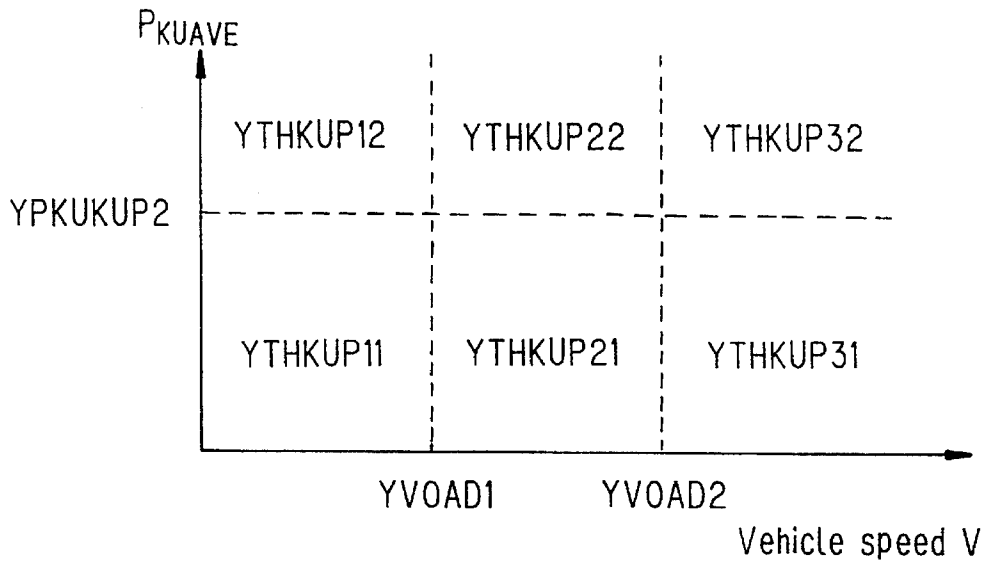 PKUAVE
YTHKUP12 YTHKUP22 YTHKUP32
YPKUKUP2
YTHKUP11 YTHKUP21 YTHKUP31
YVOAD1 YVOAD2
Vehicle speed V